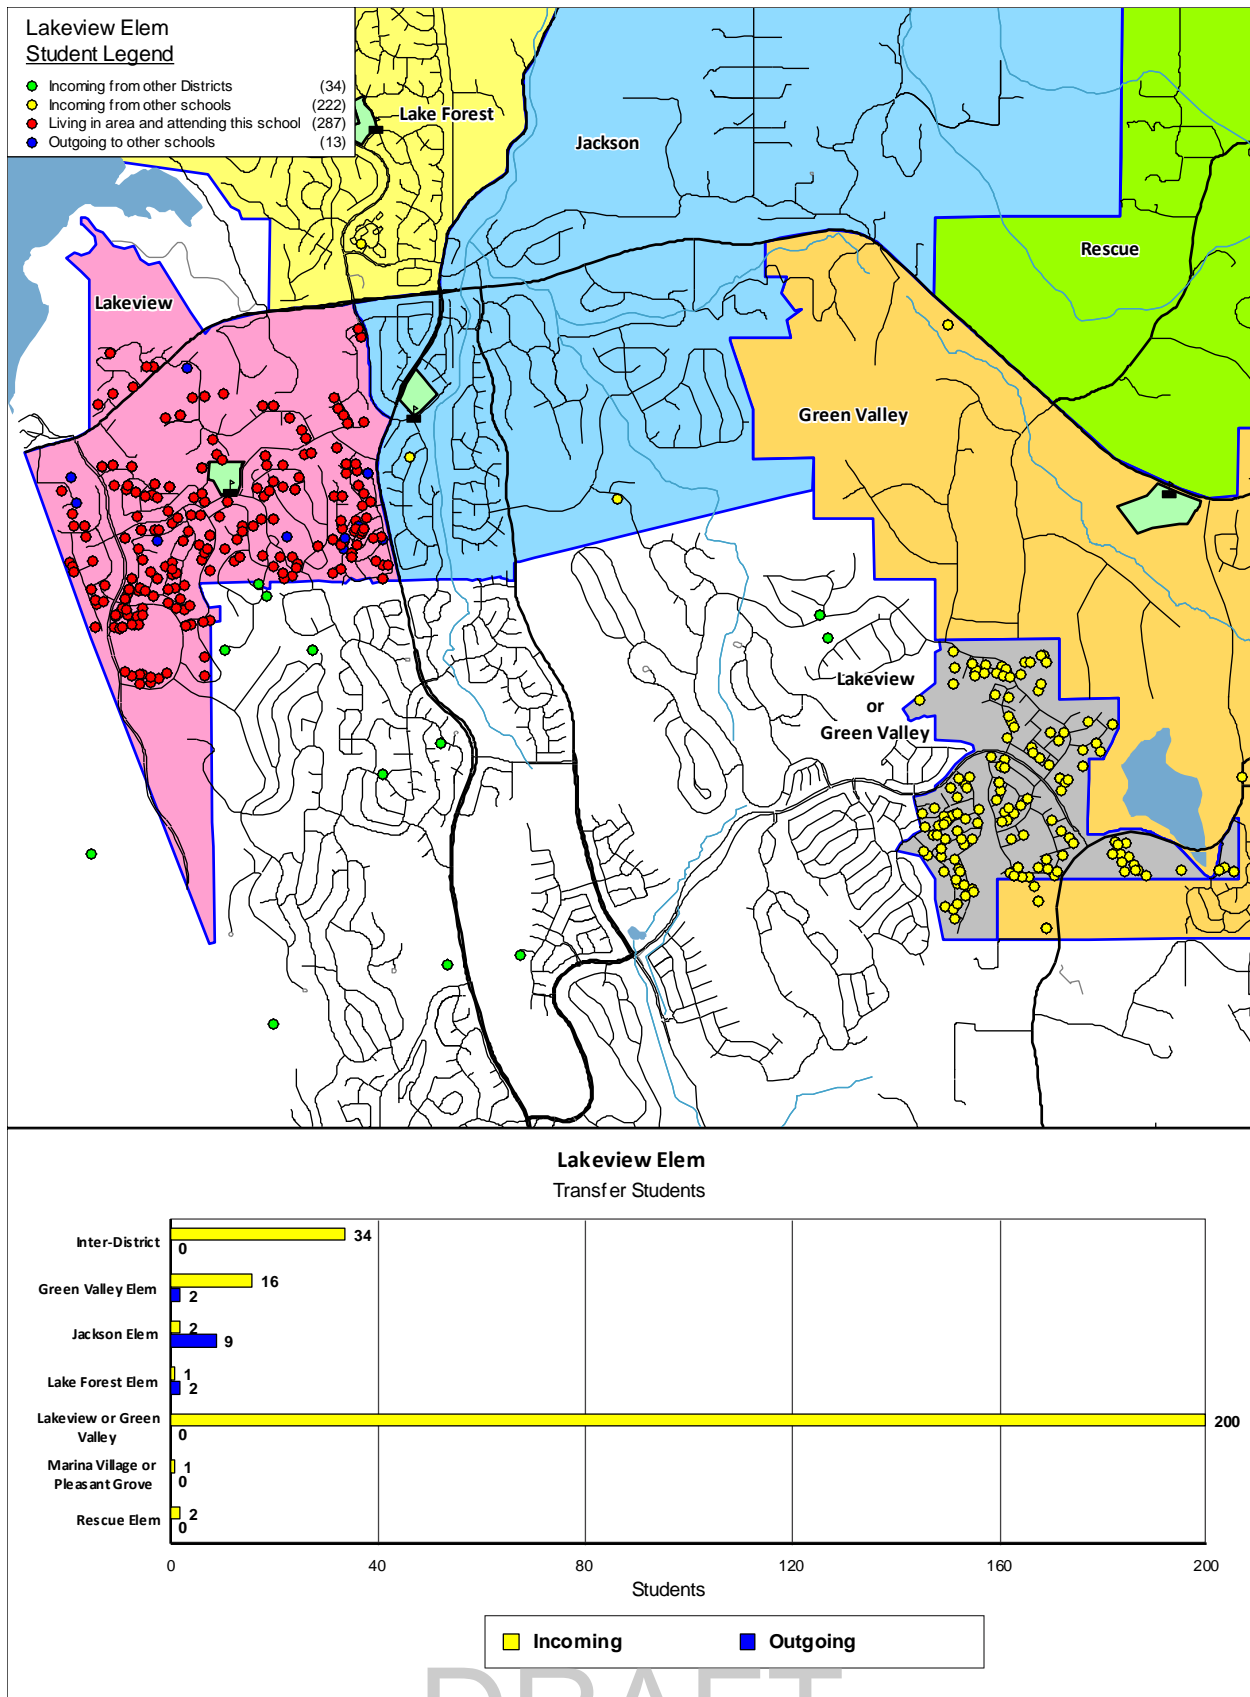 Lakeview Elem
Student Legend
Incoming from other Districts (34)
Incoming from other schools (222)
Living in area and attending this school (287)
Outgoing to other schools (13)
Lake Forest
Jackson
Rescue
Lakeview
Green Valley
Lakeview
or
Green Valley
Lakeview Elem
Transfer Students
Inter-District
34
0
Green Valley Elem
16
2
Jackson Elem
2
9
Lake Forest Elem
1
2
Lakeview or Green
Valley
200
0
Marina Village or
Pleasant Grove
1
0
Rescue Elem
2
0
0 40 80 120 160 200
Students
Incoming Outgoing
DRAFT